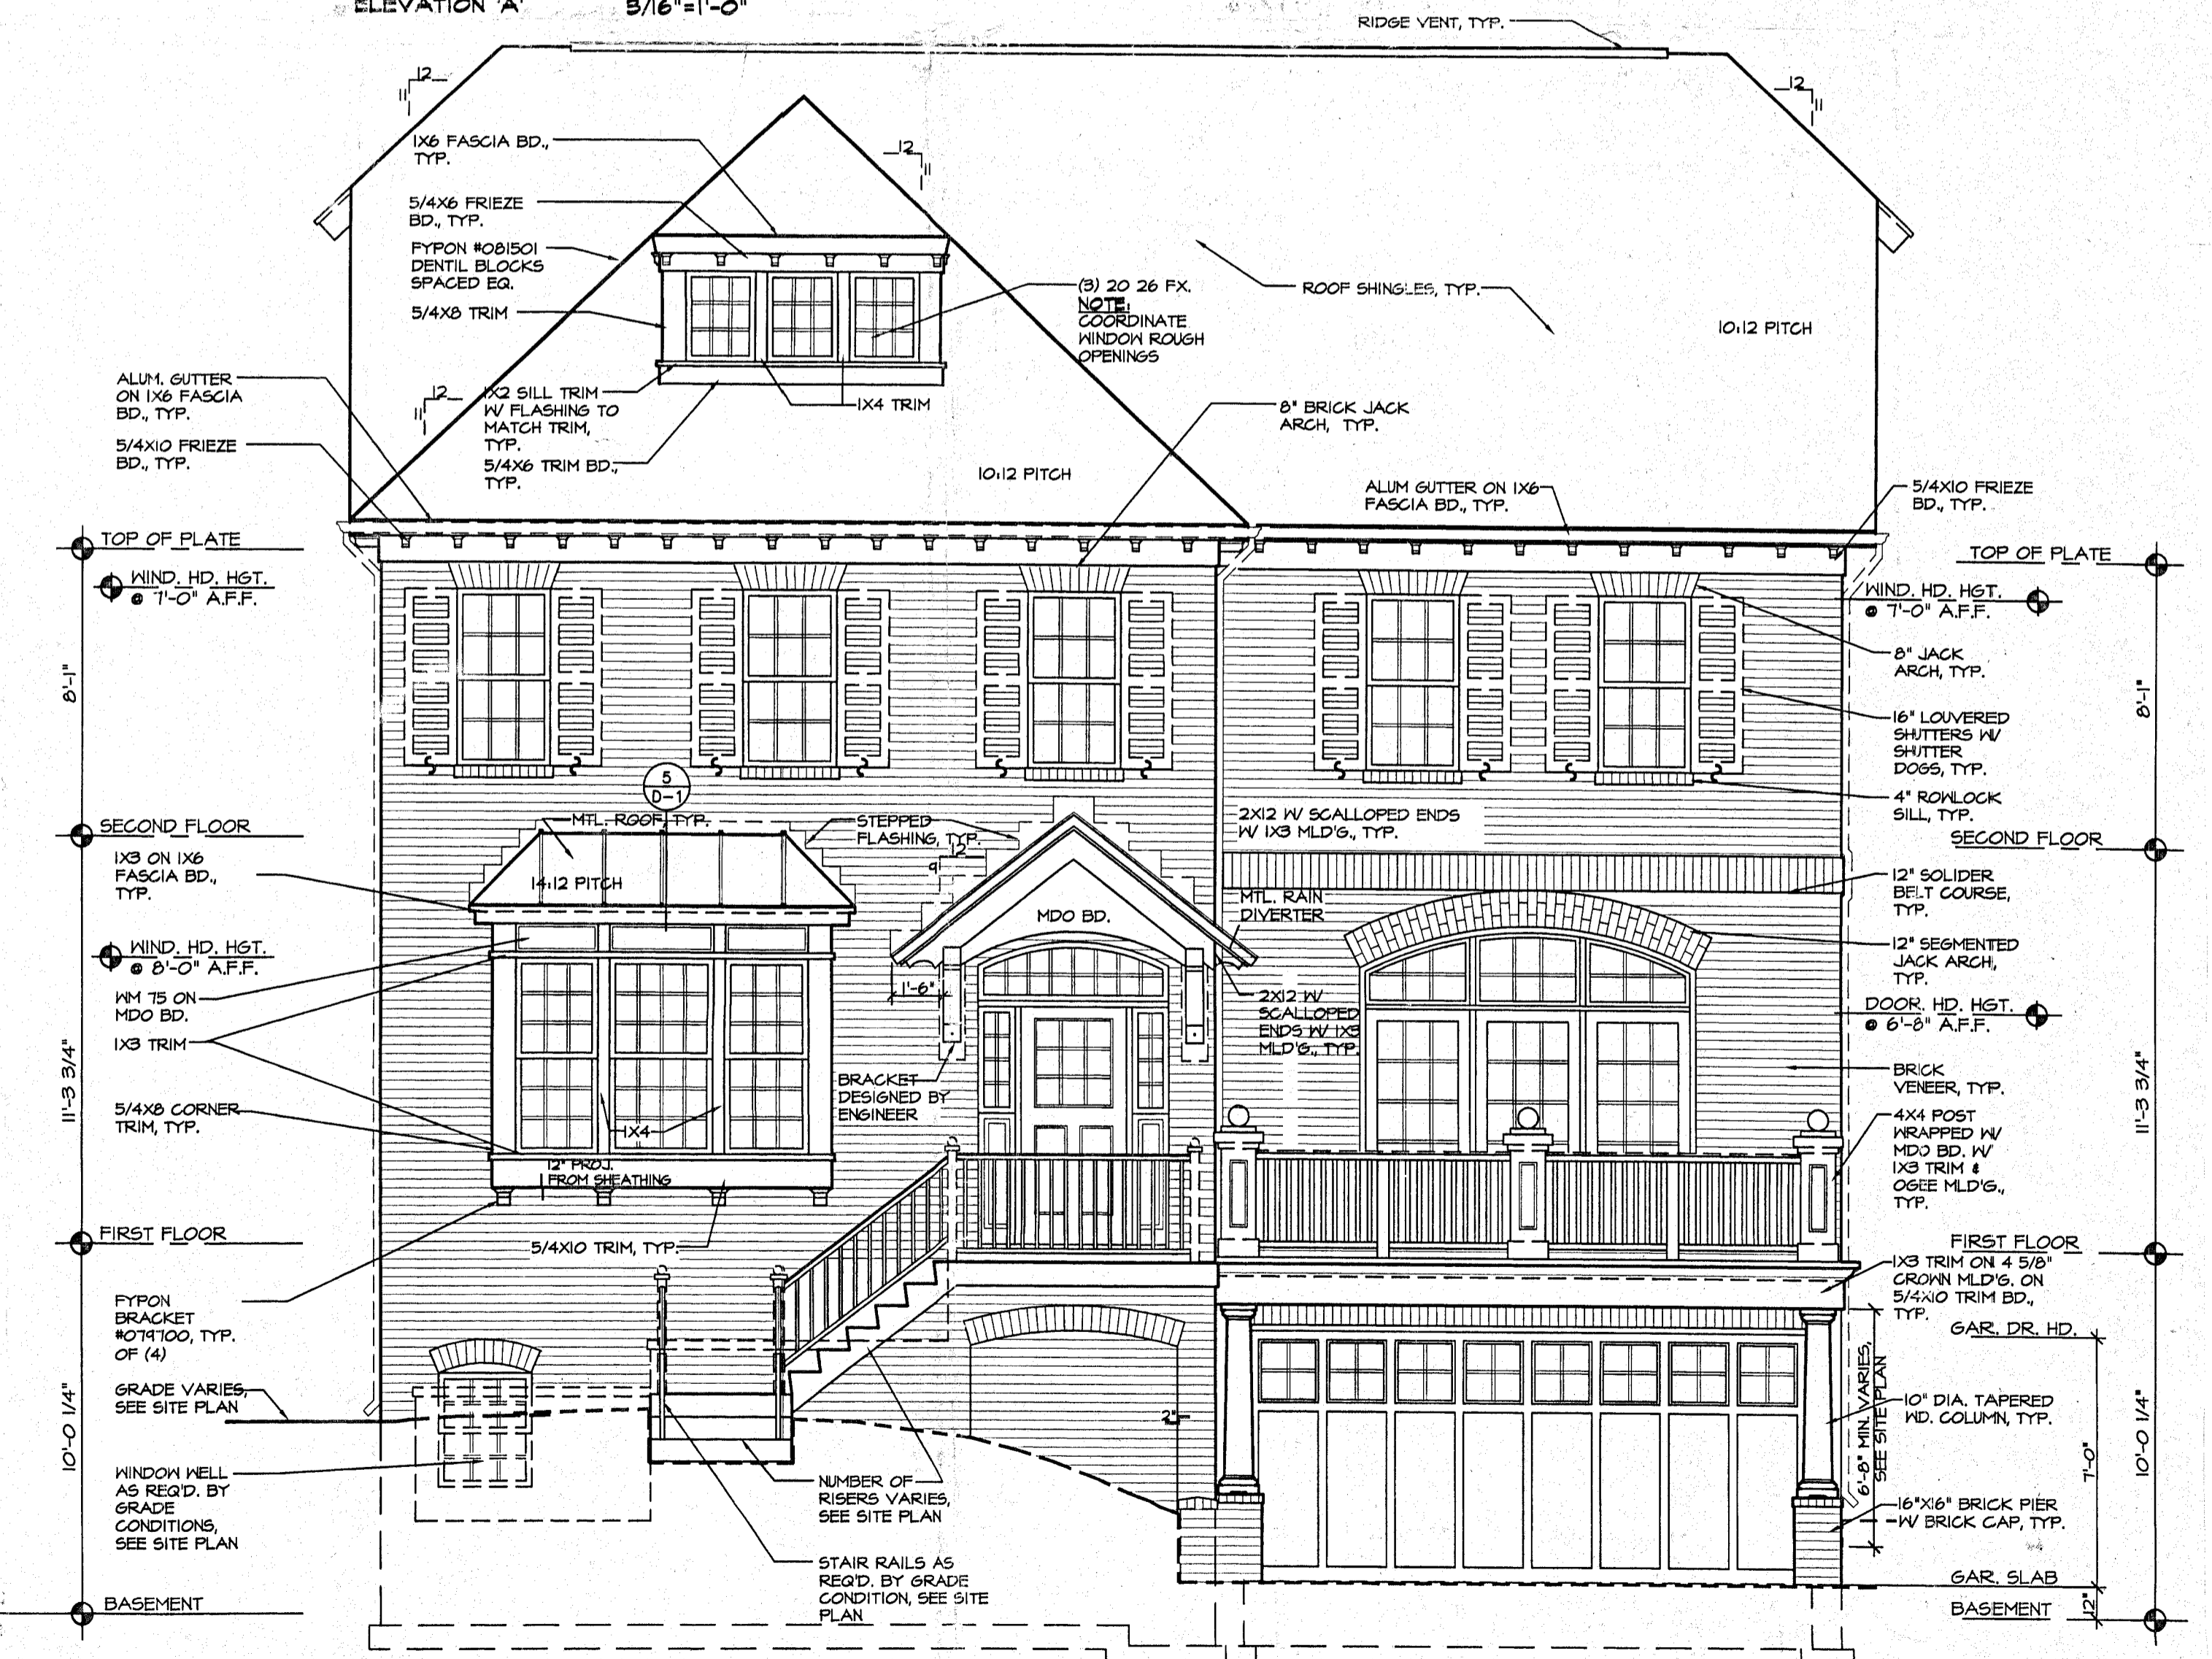 ELEVATION 'A' 3/16"=1'-0"
RIDGE VENT, TYP.
12
11
12
11
1X6 FASCIA BD.,
TYP.
12
11
5/4X6 FRIEZE
BD., TYP.
FYPON #081501
DENTIL BLOCKS
SPACED EQ.
5/4X8 TRIM
(3) 20 26 FX.
NOTE:
COORDINATE
WINDOW ROUGH
OPENINGS
ROOF SHINGLES, TYP.
10:12 PITCH
ALUM. GUTTER
ON 1X6 FASCIA
BD., TYP.
5/4X10 FRIEZE
BD., TYP.
12
11
1X2 SILL TRIM
W/ FLASHING TO
MATCH TRIM,
TYP.
5/4X6 TRIM BD.,
TYP.
1X4 TRIM
8" BRICK JACK
ARCH, TYP.
10:12 PITCH
ALUM GUTTER ON 1X6
FASCIA BD., TYP.
5/4X10 FRIEZE
BD., TYP.
TOP OF PLATE
WIND. HD. HGT.
@ 7'-0" A.F.F.
TOP OF PLATE
WIND. HD. HGT.
@ 7'-0" A.F.F.
8'-1"
8'-1"
8" JACK
ARCH, TYP.
16" LOUVERED
SHUTTERS W/
SHUTTER
DOGS, TYP.
4" ROWLOCK
SILL, TYP.
5
D-1
SECOND FLOOR
MTL. ROOF, TYP.
STEPPED
FLASHING, TYP.
12
9
2X12 W/ SCALLOPED ENDS
W/ 1X3 MLD'G., TYP.
SECOND FLOOR
1X3 ON 1X6
FASCIA BD.,
TYP.
14:12 PITCH
MDO BD.
MTL. RAIN
DIVERTER
12" SOLIDER
BELT COURSE,
TYP.
12" SEGMENTED
JACK ARCH,
TYP.
WIND. HD. HGT.
@ 8'-0" A.F.F.
WM 75 ON
MDO BD.
1X3 TRIM
1'-6"
2X12 W/
SCALLOPED
ENDS W/ 1X3
MLD'G., TYP.
DOOR. HD. HGT.
@ 6'-8" A.F.F.
11'-3 3/4"
11'-3 3/4"
BRACKET
DESIGNED BY
ENGINEER
BRICK
VENEER, TYP.
5/4X8 CORNER
TRIM, TYP.
1X4
4X4 POST
WRAPPED W/
MDO BD. W/
1X3 TRIM &
OGEE MLD'G.,
TYP.
12" PROJ.
FROM SHEATHING
FIRST FLOOR
5/4X10 TRIM, TYP.
FIRST FLOOR
1X3 TRIM ON 4 5/8"
CROWN MLD'G. ON
5/4X10 TRIM BD.,
TYP.
FYPON
BRACKET
#079700, TYP.
OF (4)
GAR. DR. HD.
GRADE VARIES,
SEE SITE PLAN
6'-8" MIN. VARIES,
SEE SITE PLAN
2"
10" DIA. TAPERED
WD. COLUMN, TYP.
10'-0 1/4"
7'-0"
10'-0 1/4"
WINDOW WELL
AS REQ'D. BY
GRADE
CONDITIONS,
SEE SITE PLAN
NUMBER OF
RISERS VARIES,
SEE SITE PLAN
16"X16" BRICK PIER
W/ BRICK CAP, TYP.
STAIR RAILS AS
REQ'D. BY GRADE
CONDITION, SEE SITE
PLAN
GAR. SLAB
BASEMENT
BASEMENT
12"